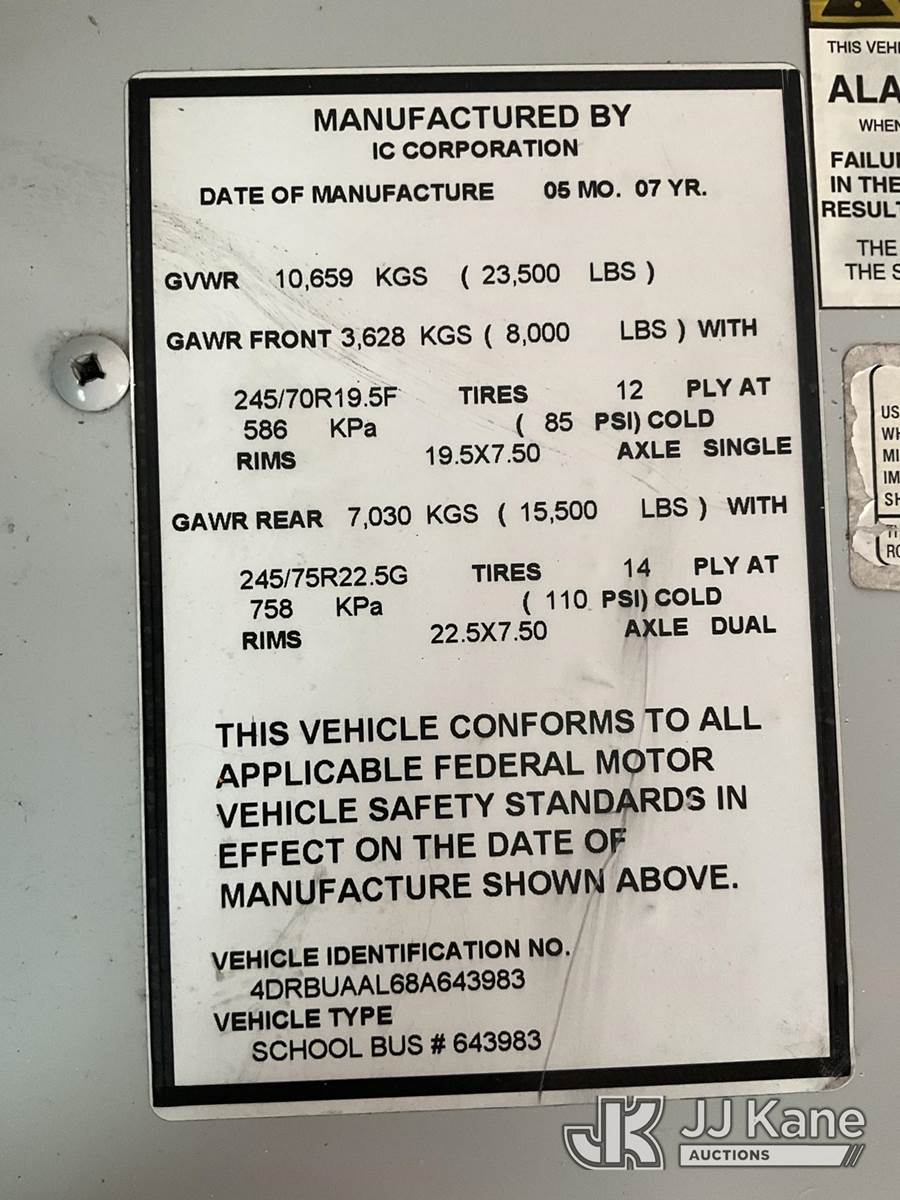 MANUFACTURED BY
IC CORPORATION
DATE OF MANUFACTURE 05 MO. 07 YR.
GVWR 10,659 KGS ( 23,500 LBS )
GAWR FRONT 3,628 KGS ( 8,000 LBS ) WITH
245/70R19.5F TIRES 12 PLY AT
586 KPa ( 85 PSI) COLD
RIMS 19.5X7.50 AXLE SINGLE
GAWR REAR 7,030 KGS ( 15,500 LBS ) WITH
245/75R22.5G TIRES 14 PLY AT
758 KPa ( 110 PSI) COLD
RIMS 22.5X7.50 AXLE DUAL
THIS VEHICLE CONFORMS TO ALL
APPLICABLE FEDERAL MOTOR
VEHICLE SAFETY STANDARDS IN
EFFECT ON THE DATE OF
MANUFACTURE SHOWN ABOVE.
VEHICLE IDENTIFICATION NO.
4DRBUAAL68A643983
VEHICLE TYPE
SCHOOL BUS # 643983
THIS
WHEN
IN THE
THE
THE
US
JK JJ Kane
AUCTIONS